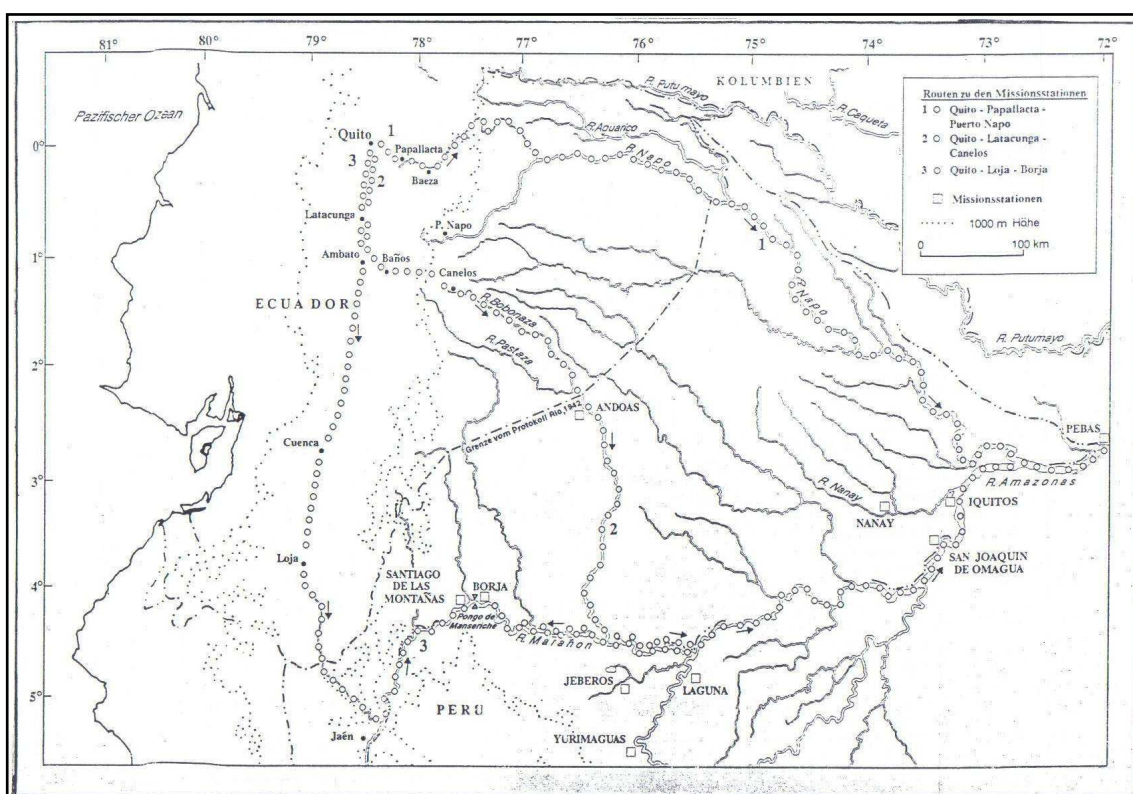 81° 80° 79° 78° 77° 76° 75° 74° 73° 72°
Pazifischer Ozean
KOLUMBIEN
R. Putumayo
R. Caqueta
R. Aguarico
R. Napo
Routen zu den Missionsstationen
1 Quito - Papallacta -
Puerto Napo
2 Quito - Latacunga -
Canelos
3 Quito - Loja - Borja
Missionsstationen
1000 m Höhe
0 100 km
0°
Quito
1
Papallacta
3
2
Baeza
Latacunga
P. Napo
1
Ambato
Baños
1°
Canelos
ECUADOR
R. Bobonaza
R. Napo
R. Pastaza
R. Putumayo
2°
Grenze vom Protokoll Rio 1942
ANDOAS
PEBAS
Cuenca
3°
R. Amazonas
R. Nanay
NANAY
IQUITOS
2
Loja
SAN JOAQUIN
DE OMAGUA
4°
SANTIAGO
DE LAS
MONTAÑAS
BORJA
Pongo de
Manseriche
3
R. Marañon
JEBEROS
LAGUNA
5°
PERU
Jaén
YURIMAGUAS